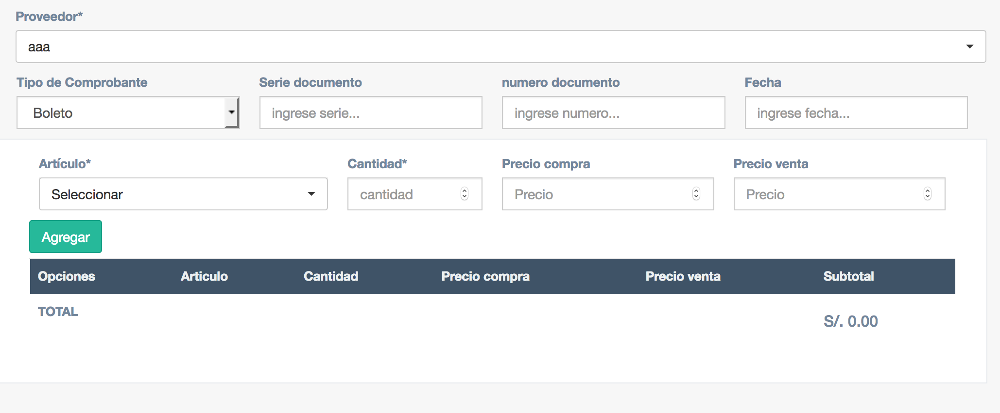 Proveedor*
aaa
Tipo de Comprobante Serie documento numero documento Fecha
Boleto ingrese serie... ingrese numero... ingrese fecha...
Artículo* Cantidad* Precio compra Precio venta
Seleccionar cantidad Precio Precio
Agregar
Opciones Articulo Cantidad Precio compra Precio venta Subtotal
TOTAL
S/. 0.00